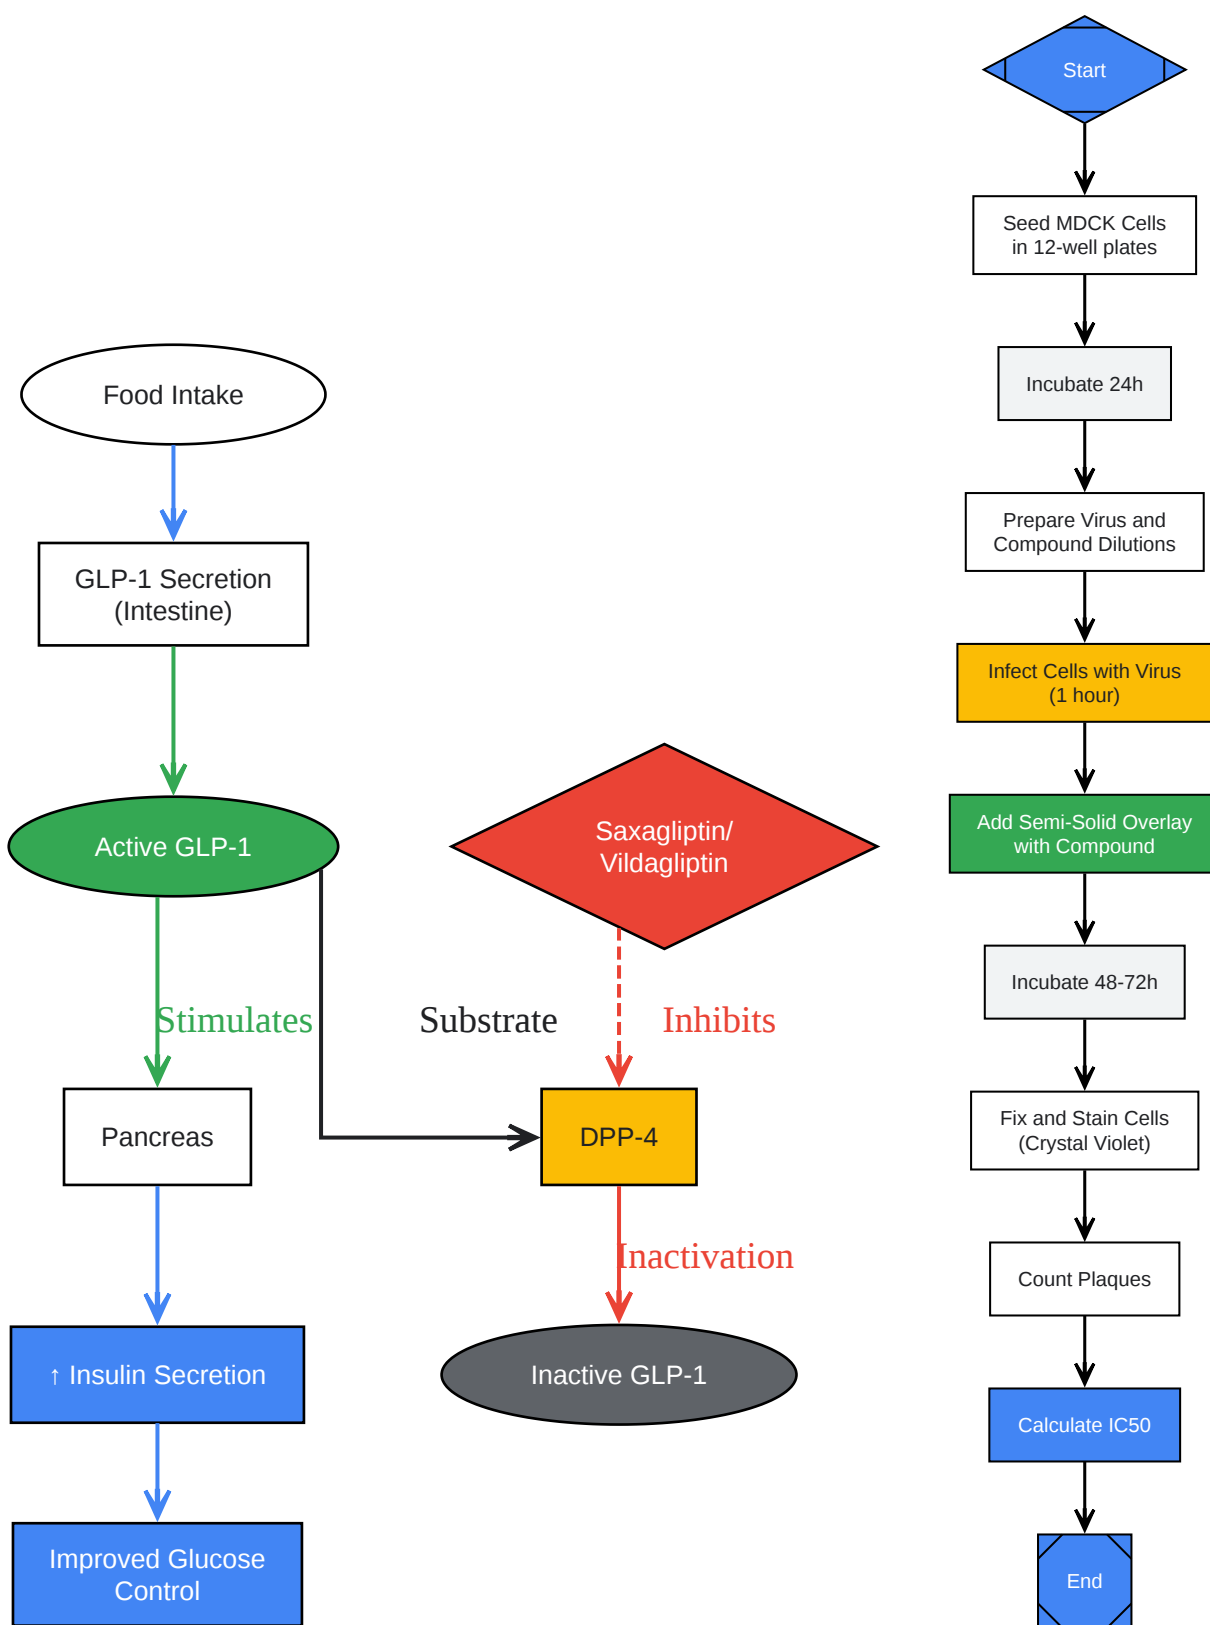 Food Intake
GLP-1 Secretion
(Intestine)
Active GLP-1
Saxagliptin/
Vildagliptin
Stimulates
Substrate
Inhibits
Pancreas
DPP-4
Inactivation
↑ Insulin Secretion
Inactive GLP-1
Improved Glucose
Control
Start
Seed MDCK Cells
in 12-well plates
Incubate 24h
Prepare Virus and
Compound Dilutions
Infect Cells with Virus
(1 hour)
Add Semi-Solid Overlay
with Compound
Incubate 48-72h
Fix and Stain Cells
(Crystal Violet)
Count Plaques
Calculate IC50
End